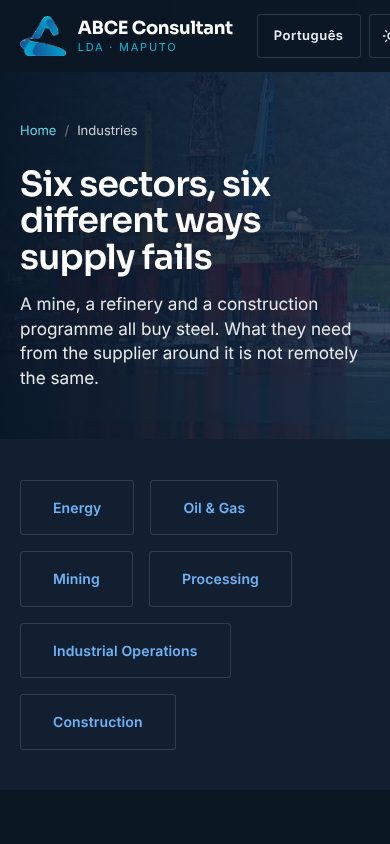 ABCE Consultant
LDA · MAPUTO
Português
Home / Industries
Six sectors, six
different ways
supply fails
A mine, a refinery and a construction
programme all buy steel. What they need
from the supplier around it is not remotely
the same.
Energy
Oil & Gas
Mining
Processing
Industrial Operations
Construction